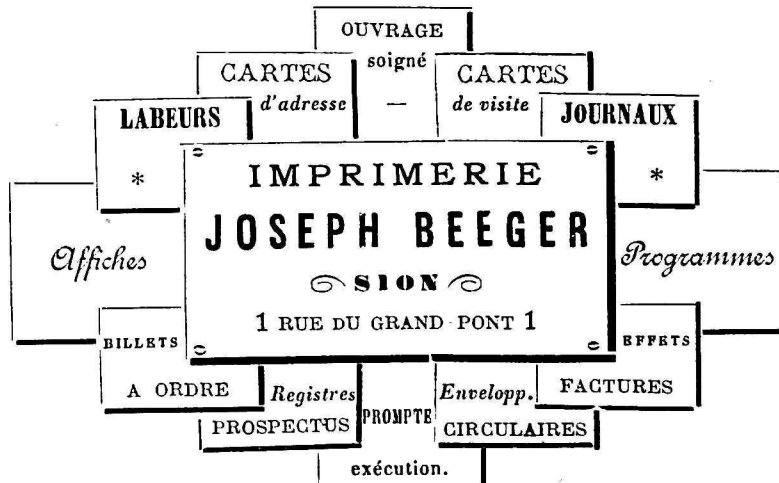 OUVRAGE
soigné
—
CARTES
d'adresse
CARTES
de visite
LABEURS
*
JOURNAUX
*
IMPRIMERIE
JOSEPH BEEGER
SION
1 RUE DU GRAND PONT 1
Affiches
Programmes
BILLETS
A ORDRE
EFFETS
FACTURES
Registres
PROSPECTUS
PROMPTE
exécution.
Envelopp.
CIRCULAIRES